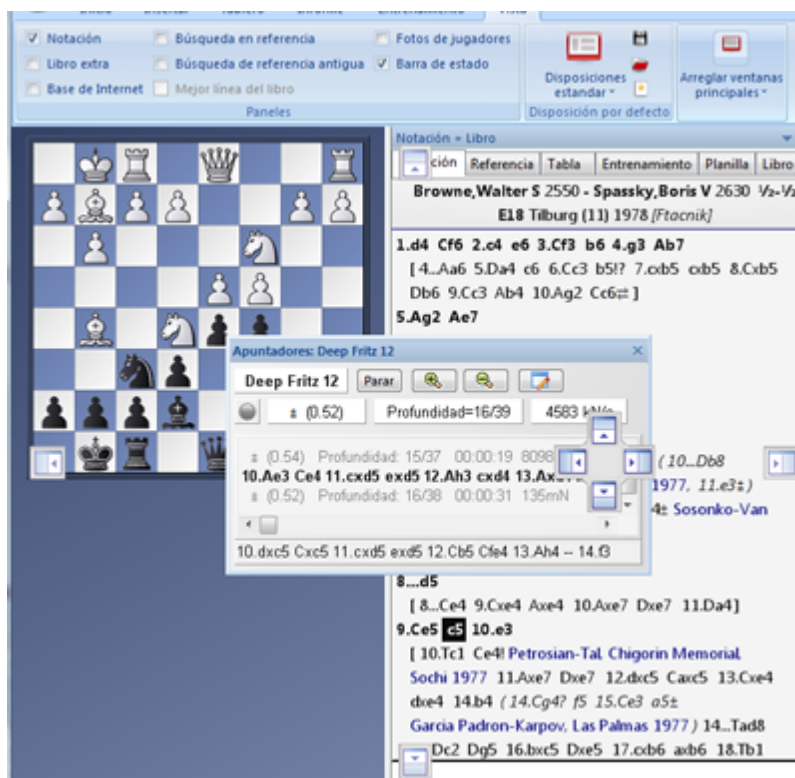 Inicio Insertar Tablero Informe Entrenamiento Vista
Notación Búsqueda en referencia Fotos de jugadores
Libro extra Búsqueda de referencia antigua Barra de estado
Base de Internet Mejor línea del libro
Disposiciones estandar
Arreglar ventanas principales
Paneles Disposición por defecto
Notación + Libro
ción Referencia Tabla Entrenamiento Planilla Libro
Browne,Walter S 2550 - Spassky,Boris V 2630 ½-½
E18 Tilburg (11) 1978 [Ftacnik]
1.d4 Cf6 2.c4 e6 3.Cf3 b6 4.g3 Ab7
[ 4...Aa6 5.Da4 c6 6.Cc3 b5!? 7.cxb5 cxb5 8.Cxb5
Db6 9.Cc3 Ab4 10.Ag2 Cc6⇄ ]
5.Ag2 Ae7
Apuntadores: Deep Fritz 12
Deep Fritz 12 Parar
± (0.52) Profundidad=16/39 4583 kN/s
± (0.54) Profundidad: 15/37 00:00:19 8098
10.Ae3 Ce4 11.cxd5 exd5 12.Ah3 cxd4 13.Ax
± (0.52) Profundidad: 16/38 00:00:31 135mN
10.dxc5 Cxc5 11.cxd5 exd5 12.Cb5 Cfe4 13.Ah4 -- 14.f3
( 10...Db8
1977, 11.e3± )
4± Sosonko-Van
8...d5
[ 8...Ce4 9.Cxe4 Axe4 10.Axe7 Dxe7 11.Da4]
9.Ce5 c5 10.e3
[ 10.Tc1 Ce4! Petrosian-Tal, Chigorin Memorial,
Sochi 1977 11.Axe7 Dxe7 12.dxc5 Caxc5 13.Cxe4
dxe4 14.b4 ( 14.Cg4? f5 15.Ce3 a5±
Garcia Padron-Karpov, Las Palmas 1977 ) 14...Tad8
Dc2 Dg5 16.bxc5 Dxe5 17.cxb6 axb6 18.Tb1